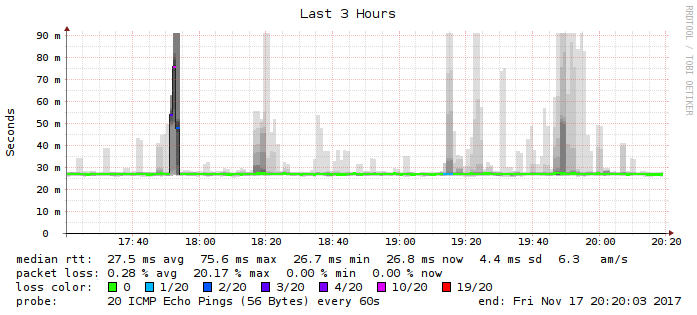 Last 3 Hours
RRDTOOL / TOBI OETIKER
Seconds
90 m
80 m
70 m
60 m
50 m
40 m
30 m
20 m
10 m
0
17:40 18:00 18:20 18:40 19:00 19:20 19:40 20:00 20:20
median rtt: 27.5 ms avg 75.6 ms max 26.7 ms min 26.8 ms now 4.4 ms sd 6.3 am/s
packet loss: 0.28 % avg 20.17 % max 0.00 % min 0.00 % now
loss color: 0 1/20 2/20 3/20 4/20 10/20 19/20
probe: 20 ICMP Echo Pings (56 Bytes) every 60s end: Fri Nov 17 20:20:03 2017